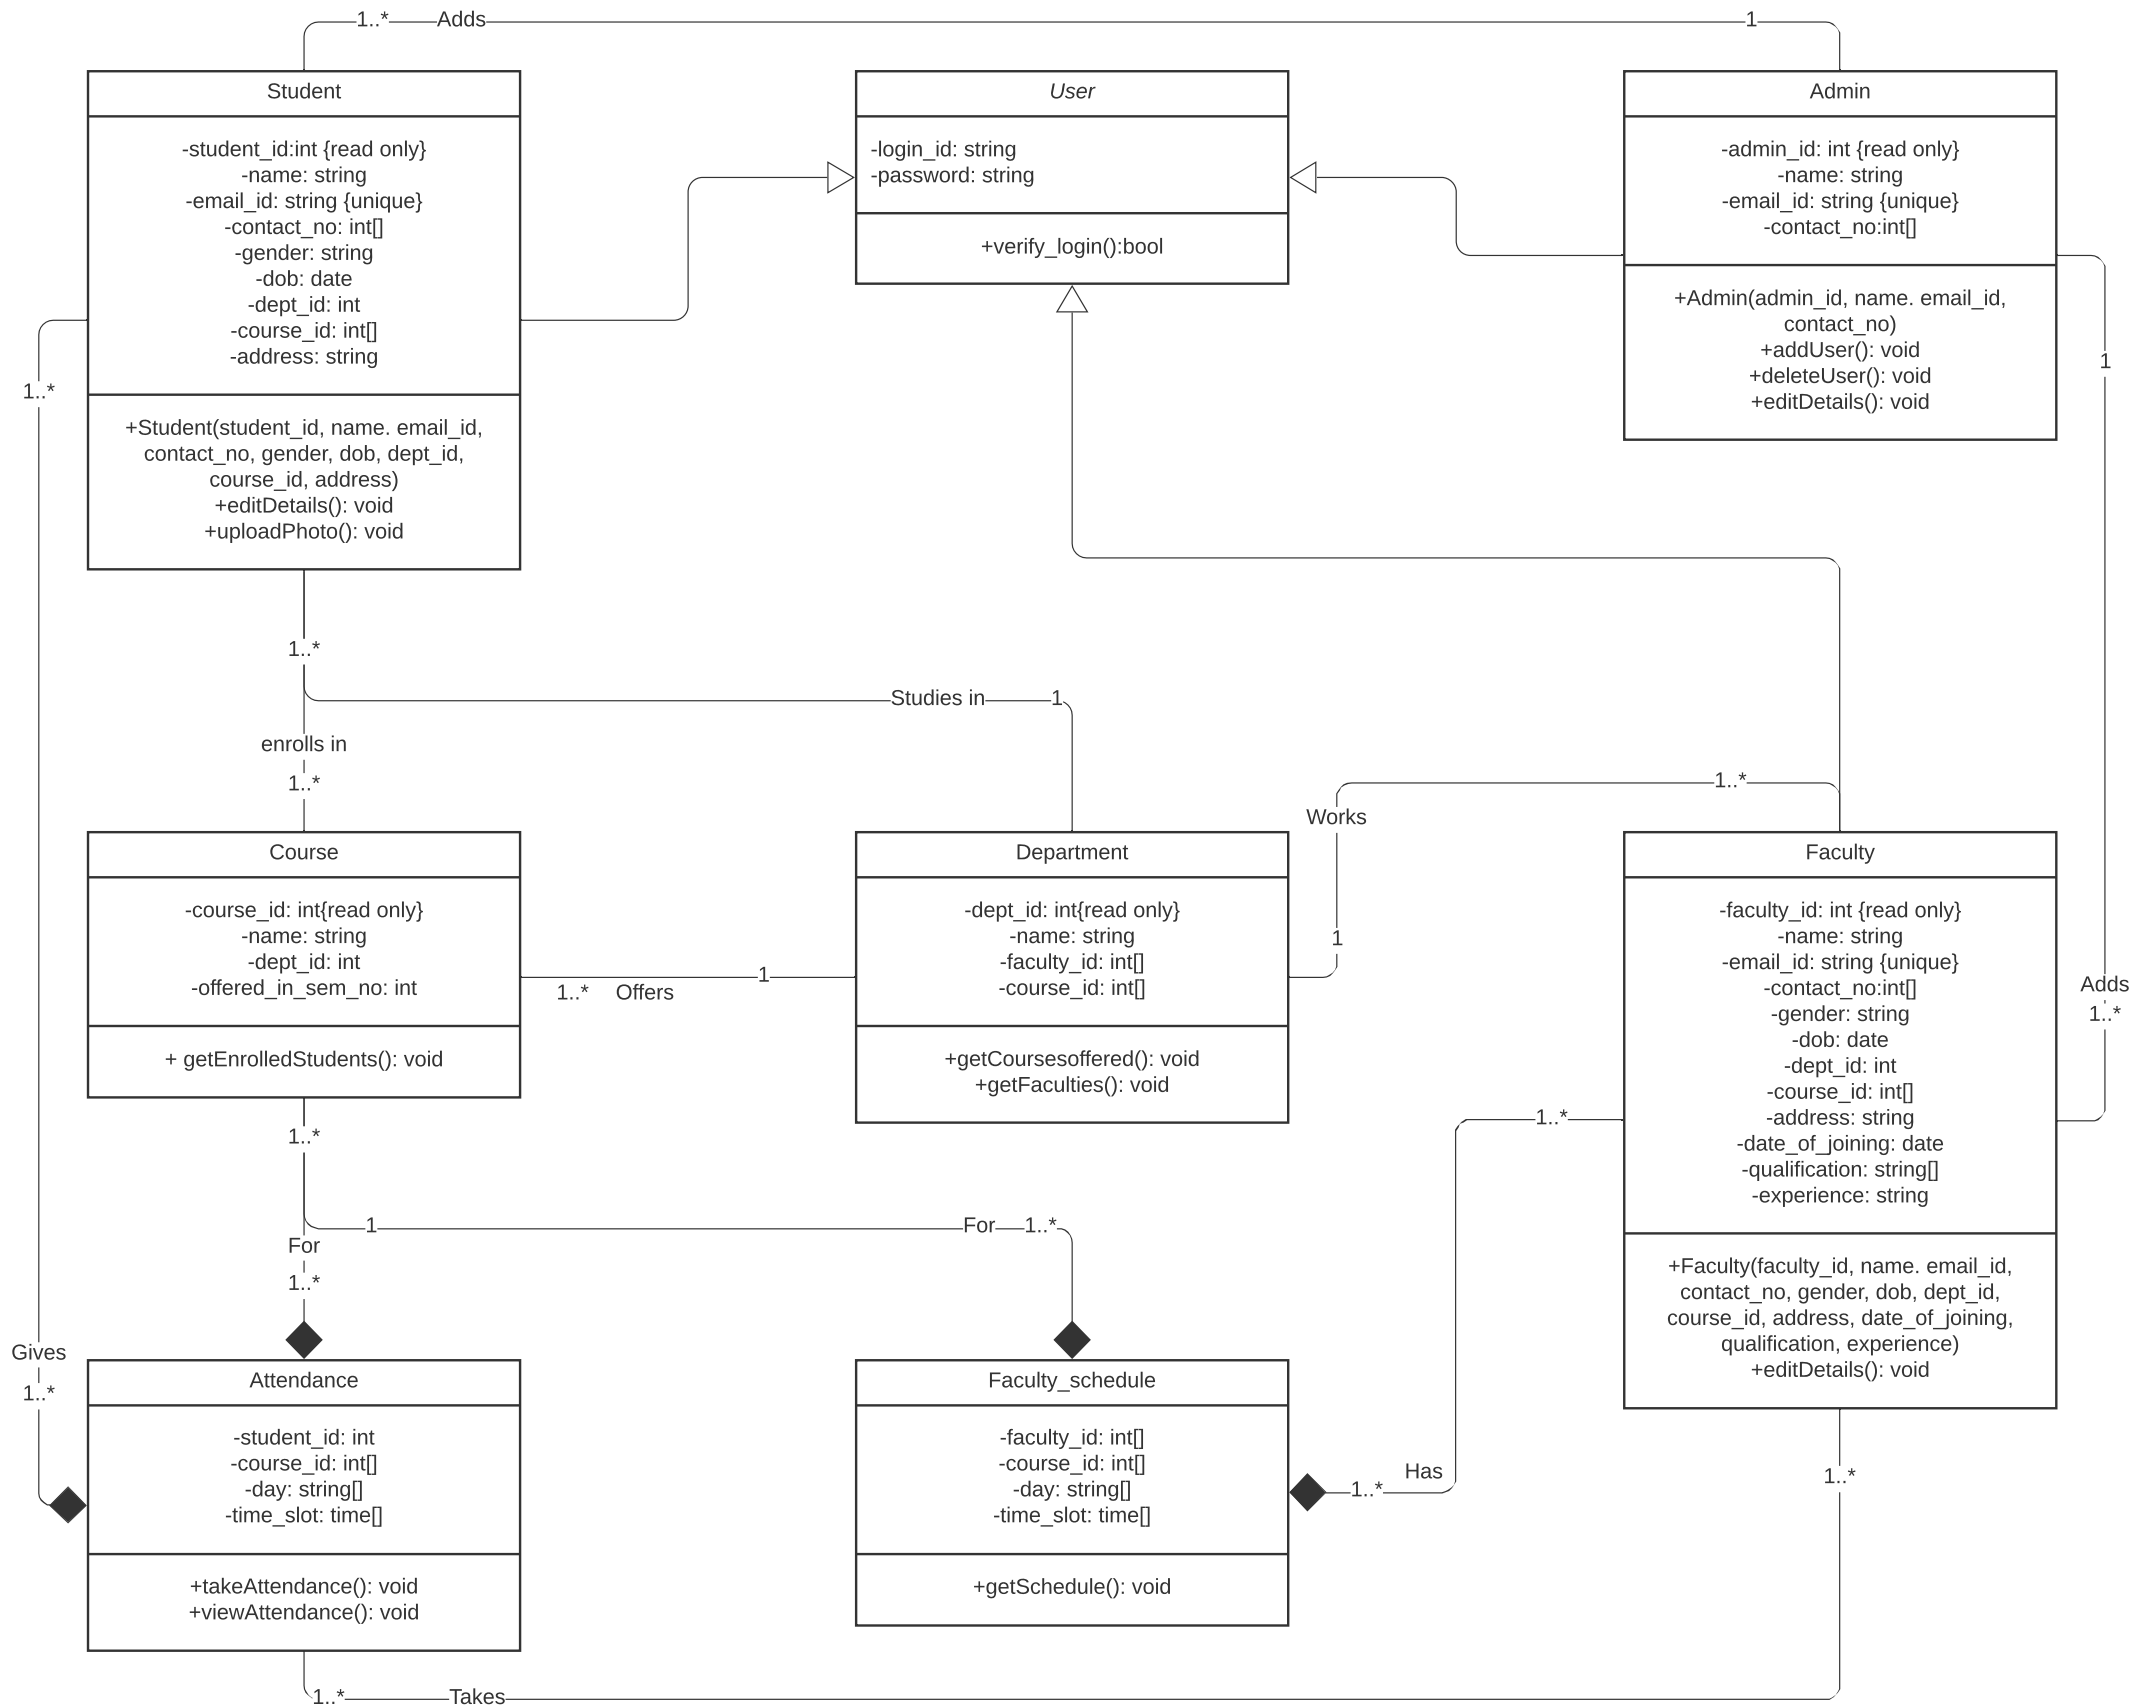 1..*
Adds
1
Student
-student_id:int {read only}
-name: string
-email_id: string {unique}
-contact_no: int[]
-gender: string
-dob: date
-dept_id: int
-course_id: int[]
-address: string
+Student(student_id, name. email_id,
contact_no, gender, dob, dept_id,
course_id, address)
+editDetails(): void
+uploadPhoto(): void
User
-login_id: string
-password: string
+verify_login():bool
Admin
-admin_id: int {read only}
-name: string
-email_id: string {unique}
-contact_no:int[]
+Admin(admin_id, name. email_id,
contact_no)
+addUser(): void
+deleteUser(): void
+editDetails(): void
1
1..*
1..*
Studies in
1
enrolls in
1..*
1..*
Works
1
Course
-course_id: int{read only}
-name: string
-dept_id: int
-offered_in_sem_no: int
+ getEnrolledStudents(): void
1..*
Offers
1
Department
-dept_id: int{read only}
-name: string
-faculty_id: int[]
-course_id: int[]
+getCoursesoffered(): void
+getFaculties(): void
Faculty
-faculty_id: int {read only}
-name: string
-email_id: string {unique}
-contact_no:int[]
-gender: string
-dob: date
-dept_id: int
-course_id: int[]
-address: string
-date_of_joining: date
-qualification: string[]
-experience: string
+Faculty(faculty_id, name. email_id,
contact_no, gender, dob, dept_id,
course_id, address, date_of_joining,
qualification, experience)
+editDetails(): void
Adds
1..*
1..*
1..*
1
For
1..*
For
1..*
Gives
1..*
Attendance
-student_id: int
-course_id: int[]
-day: string[]
-time_slot: time[]
+takeAttendance(): void
+viewAttendance(): void
Faculty_schedule
-faculty_id: int[]
-course_id: int[]
-day: string[]
-time_slot: time[]
+getSchedule(): void
Has
1..*
1..*
1..*
Takes